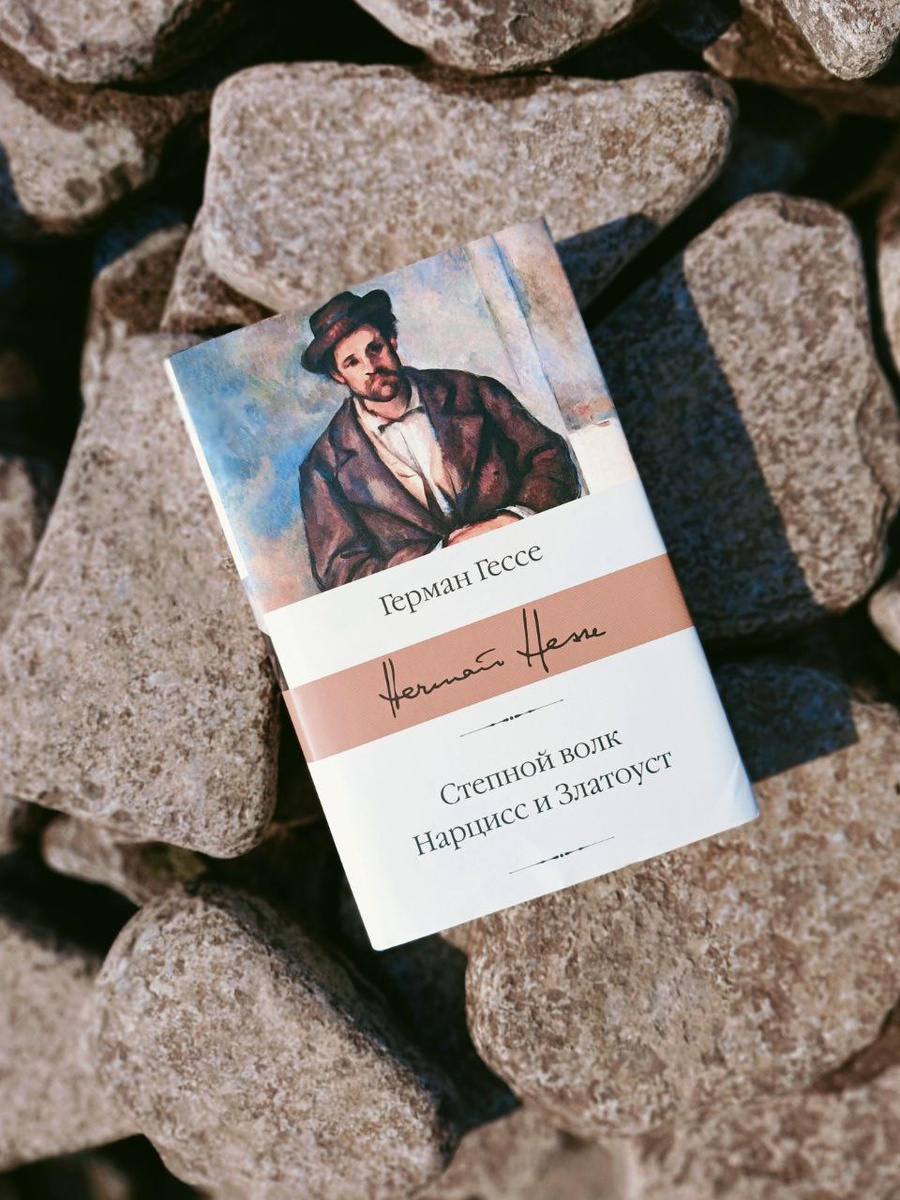 Герман Гессе
Hermann Hesse
Степной волк
Нарцисс и Златоуст